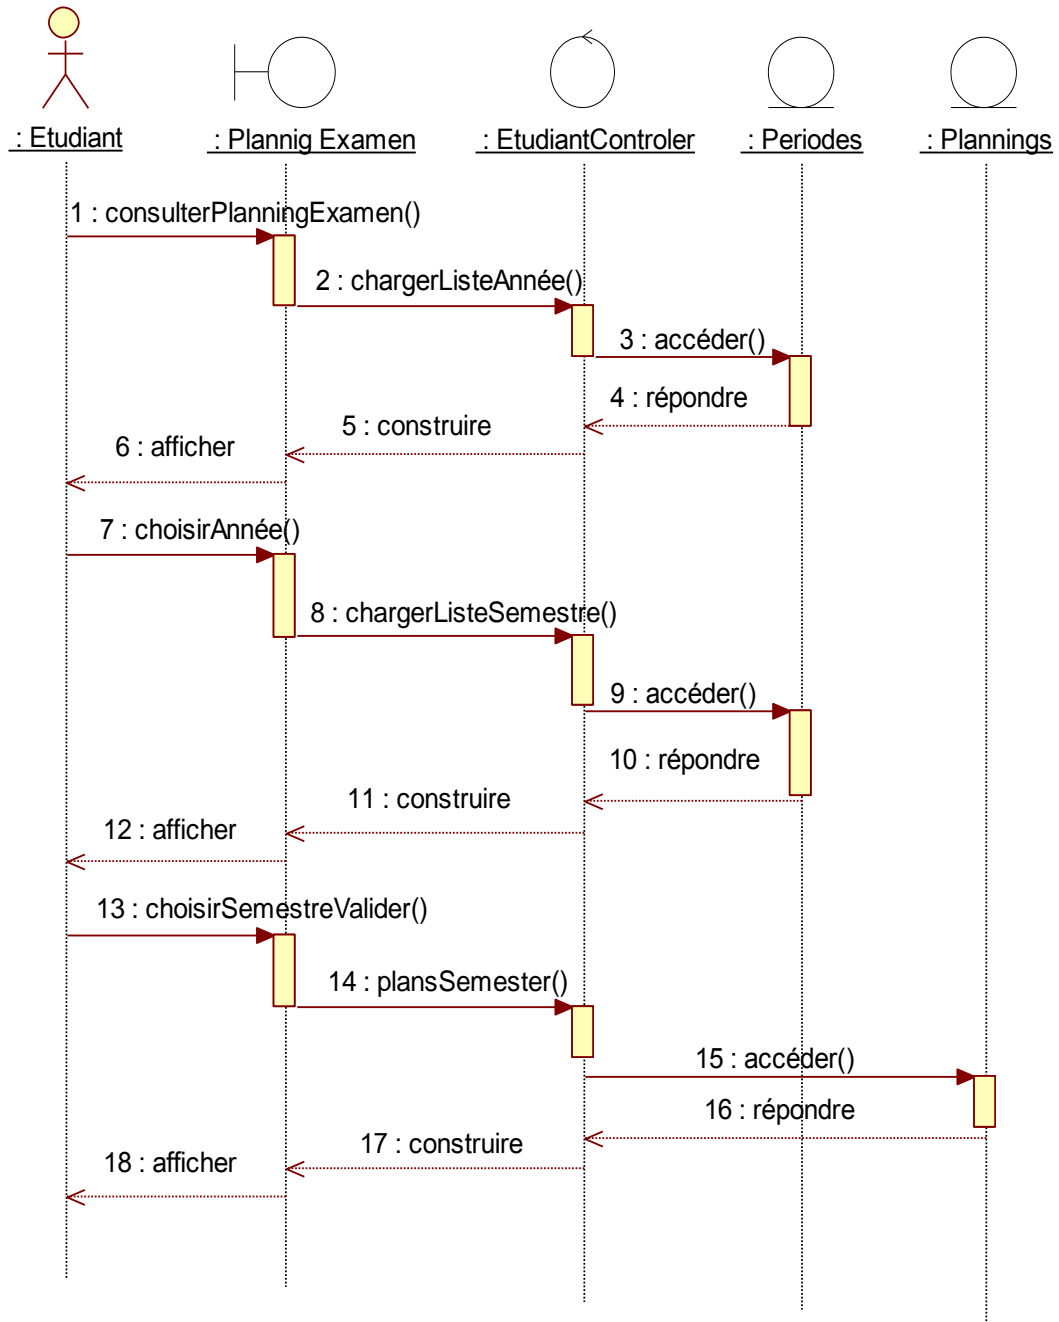 : Etudiant
: Plannig Examen
: EtudiantControler
: Periodes
: Plannings
1 : consulterPlanningExamen()
2 : chargerListeAnnée()
3 : accéder()
4 : répondre
5 : construire
6 : afficher
7 : choisirAnnée()
8 : chargerListeSemestre()
9 : accéder()
10 : répondre
11 : construire
12 : afficher
13 : choisirSemestreValider()
14 : plansSemester()
15 : accéder()
16 : répondre
17 : construire
18 : afficher